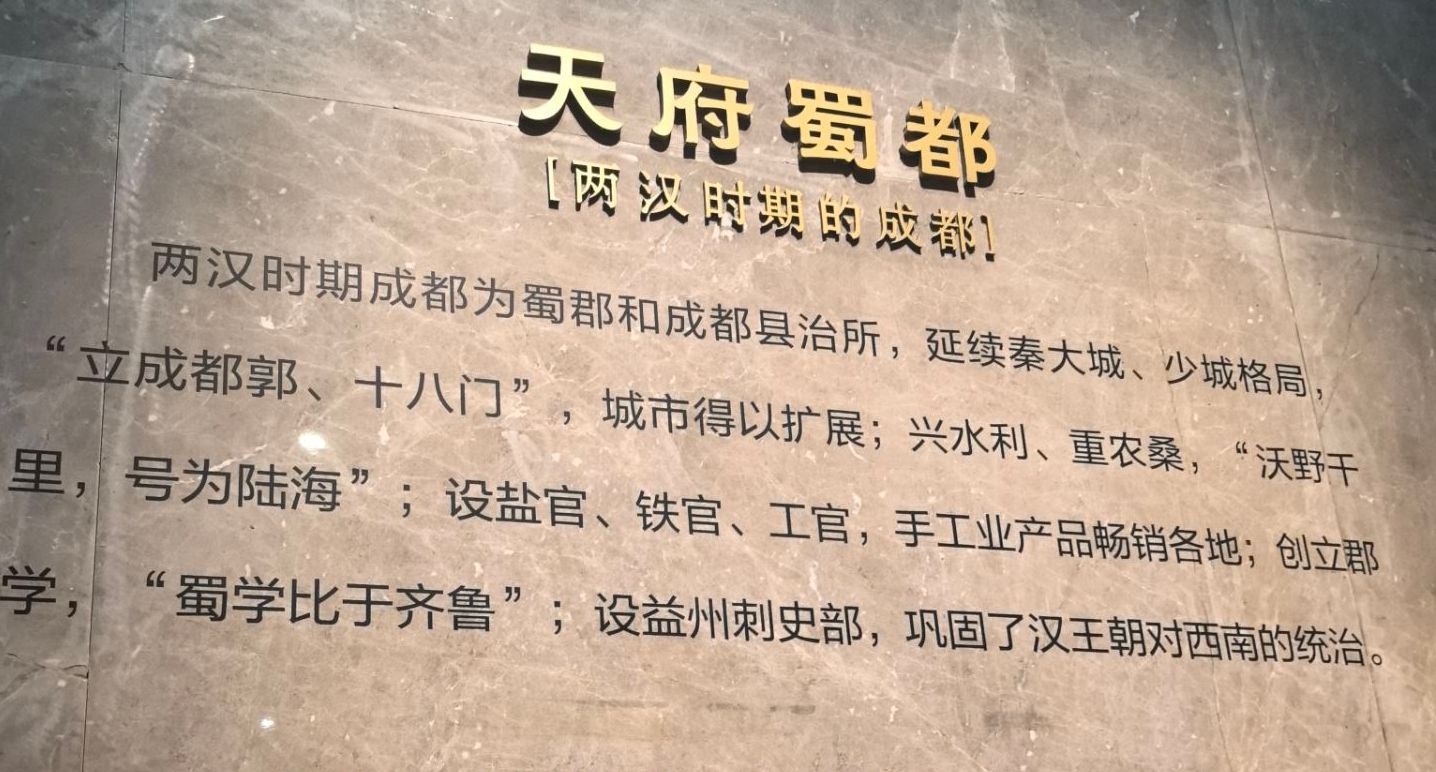 天府蜀都
[两汉时期的成都]
两汉时期成都为蜀郡和成都县治所，延续秦大城、少城格局，
“立成都郭、十八门”，城市得以扩展；兴水利、重农桑，“沃野千
里，号为陆海”；设盐官、铁官、工官，手工业产品畅销各地；创立郡
学，“蜀学比于齐鲁”；设益州刺史部，巩固了汉王朝对西南的统治。